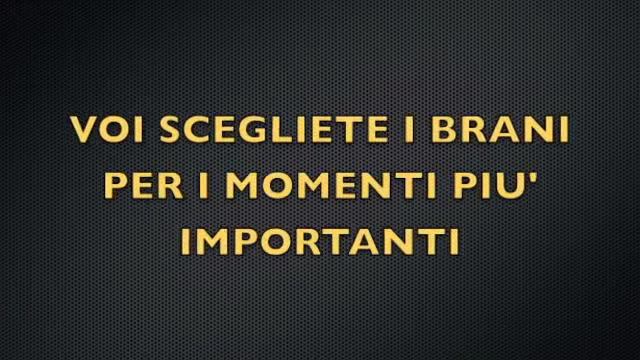 VOI SCEGLIETE I BRANI
PER I MOMENTI PIU'
IMPORTANTI